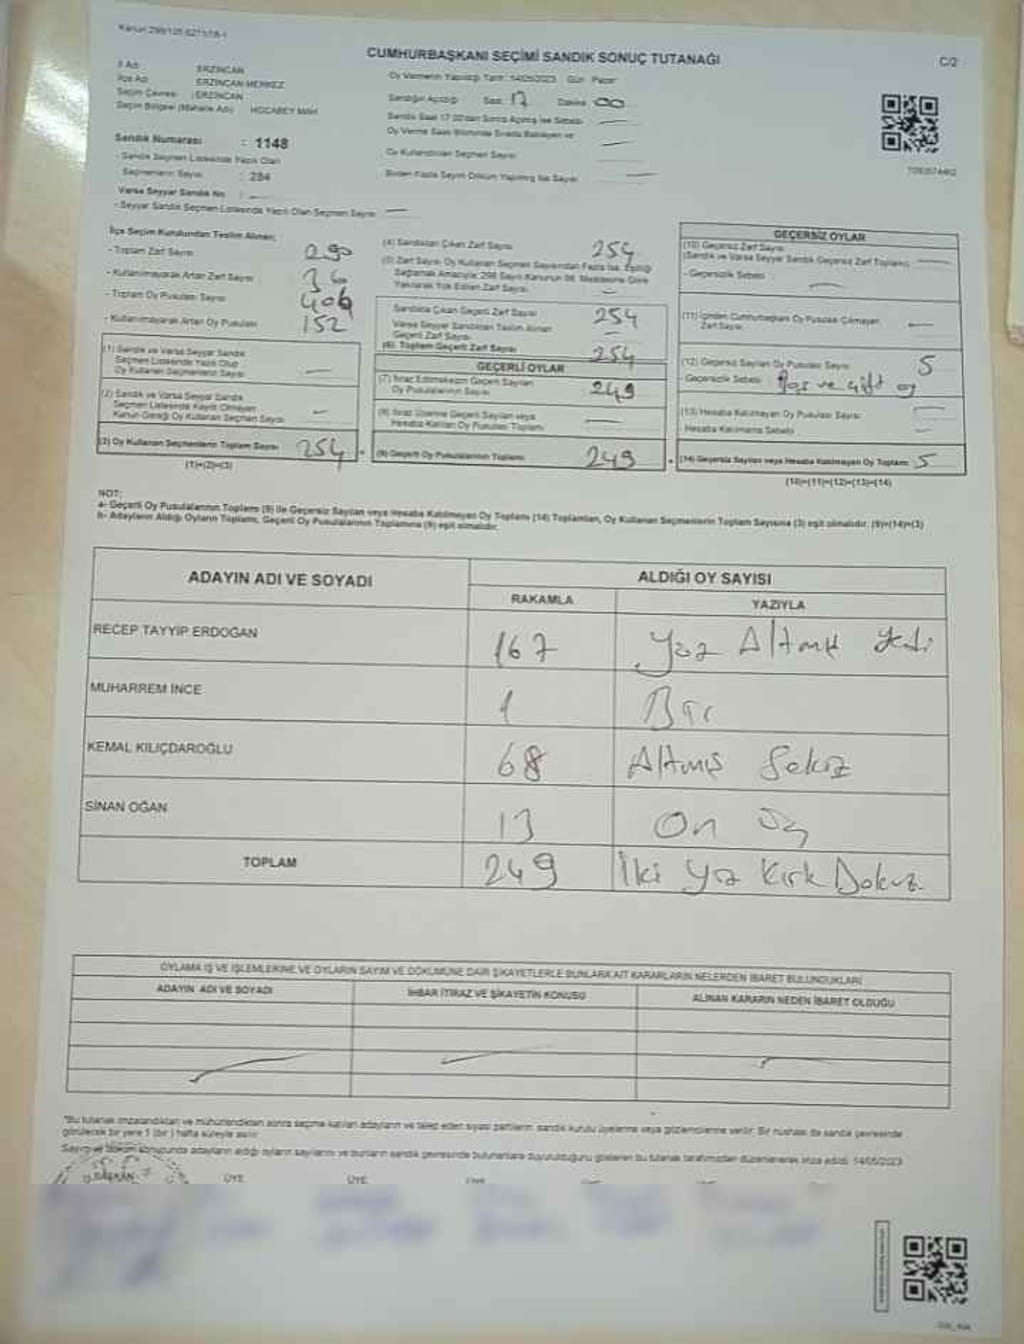 Kanun:298/105,6271/18-1
CUMHURBAŞKANI SEÇİMİ SANDIK SONUÇ TUTANAĞI
C/2
İl Adı : ERZİNCAN
İlçe Adı : ERZİNCAN MERKEZ
Seçim Çevresi : ERZİNCAN
Seçim Bölgesi (Mahalle Adı) : HOCABEY MAH
Oy Vermenin Yapıldığı Tarih: 14/05/2023 Gün: Pazar
Sandığın Açıldığı Saat: 17 Dakika: 00
Sandık Saat 17:00'dan Sonra Açılmış İse Sebebi
Oy Verme Saati Bitiminde Sırada Bekleyen ve
Oy Kullandırılan Seçmen Sayısı
Birden Fazla Sayım Döküm Yapılmış İse Sayısı
Sandık Numarası : 1148
- Sandık Seçmen Listesinde Yazılı Olan
Seçmenlerin Sayısı : 284
Varsa Seyyar Sandık No :
- Seyyar Sandık Seçmen Listesinde Yazılı Olan Seçmen Sayısı:
İlçe Seçim Kurulundan Teslim Alınan;
- Toplam Zarf Sayısı 290
- Kullanılmayarak Artan Zarf Sayısı 36
- Toplam Oy Pusulası Sayısı 406
- Kullanılmayarak Artan Oy Pusulası 152
(1) Sandık ve Varsa Seyyar Sandık
Seçmen Listesinde Yazılı Olup
Oy Kullanan Seçmenlerin Sayısı
(2) Sandık ve Varsa Seyyar Sandık
Seçmen Listesinde Kayıtlı Olmayan
Kanun Gereği Oy Kullanan Seçmen Sayısı
(3) Oy Kullanan Seçmenlerin Toplam Sayısı 254
(1)+(2)=(3)
(4) Sandıktan Çıkan Zarf Sayısı 254
(5) Zarf Sayısı Oy Kullanan Seçmen Sayısından Fazla İse, Eşitliği
Sağlamak Amacıyla 298 Sayılı Kanunun 98. Maddesine Göre
Yakılarak Yok Edilen Zarf Sayısı
Sandıkta Çıkan Geçerli Zarf Sayısı 254
Varsa Seyyar Sandıktan Teslim Alınan
Geçerli Zarf Sayısı
(6) Toplam Geçerli Zarf Sayısı 254
GEÇERLİ OYLAR
(7) İtiraz Edilmeksizin Geçerli Sayılan
Oy Pusulalarının Sayısı 249
(8) İtiraz Üzerine Geçerli Sayılan veya
Hesaba Katılan Oy Pusulası Toplamı
(9) Geçerli Oy Pusulalarının Toplamı 249
GEÇERSİZ OYLAR
(10) Geçersiz Zarf Sayısı
(Sandık ve Varsa Seyyar Sandık Geçersiz Zarf Toplamı)
- Geçersizlik Sebebi
(11) İçinden Cumhurbaşkanı Oy Pusulası Çıkmayan
Zarf Sayısı
(12) Geçersiz Sayılan Oy Pusulası Sayısı 5
- Geçersizlik Sebebi Boş ve çift oy
(13) Hesaba Katılmayan Oy Pusulası Sayısı
Hesaba Katılmama Sebebi
(14) Geçersiz Sayılan veya Hesaba Katılmayan Oy Toplamı 5
(10)+(11)+(12)+(13)=(14)
NOT:
a- Geçerli Oy Pusulalarının Toplamı (9) ile Geçersiz Sayılan veya Hesaba Katılmayan Oy Toplamı (14) Toplamları, Oy Kullanan Seçmenlerin Toplam Sayısına (3) eşit olmalıdır. (9)+(14)=(3)
b- Adayların Aldığı Oyların Toplamı, Geçerli Oy Pusulalarının Toplamına (9) eşit olmalıdır.
ADAYIN ADI VE SOYADI
ALDIĞI OY SAYISI
RAKAMLA YAZIYLA
RECEP TAYYİP ERDOĞAN 167 Yüz Altmış Yedi
MUHARREM İNCE 1 Bir
KEMAL KILIÇDAROĞLU 68 Altmış Sekiz
SİNAN OĞAN 13 On Üç
TOPLAM 249 İki Yüz Kırk Dokuz
OYLAMA İŞ VE İŞLEMLERİNE VE OYLARIN SAYIM VE DÖKÜMÜNE DAİR ŞİKAYETLERLE BUNLARA AİT KARARLARIN NELERDEN İBARET BULUNDUKLARI
ADAYIN ADI VE SOYADI İHBAR İTİRAZ VE ŞİKAYETİN KONUSU ALINAN KARARIN NEDEN İBARET OLDUĞU
*Bu tutanak imzalandıktan ve mühürlendikten sonra seçime katılan adayların ve talep eden siyasi partilerin sandık kurulu üyelerine veya gözlemcilerine verilir. Bir nüshası da sandık çevresinde
görülecek bir yere 1 (bir) hafta süreyle asılır.
Sayım ve döküm sonucunda adayların aldığı oyların sayılarını ve bunların sandık çevresinde bulunanlara duyurulduğunu gösteren bu tutanak tarafımızdan düzenlenerek imza edildi. 14/05/2023
BAŞKAN ÜYE ÜYE